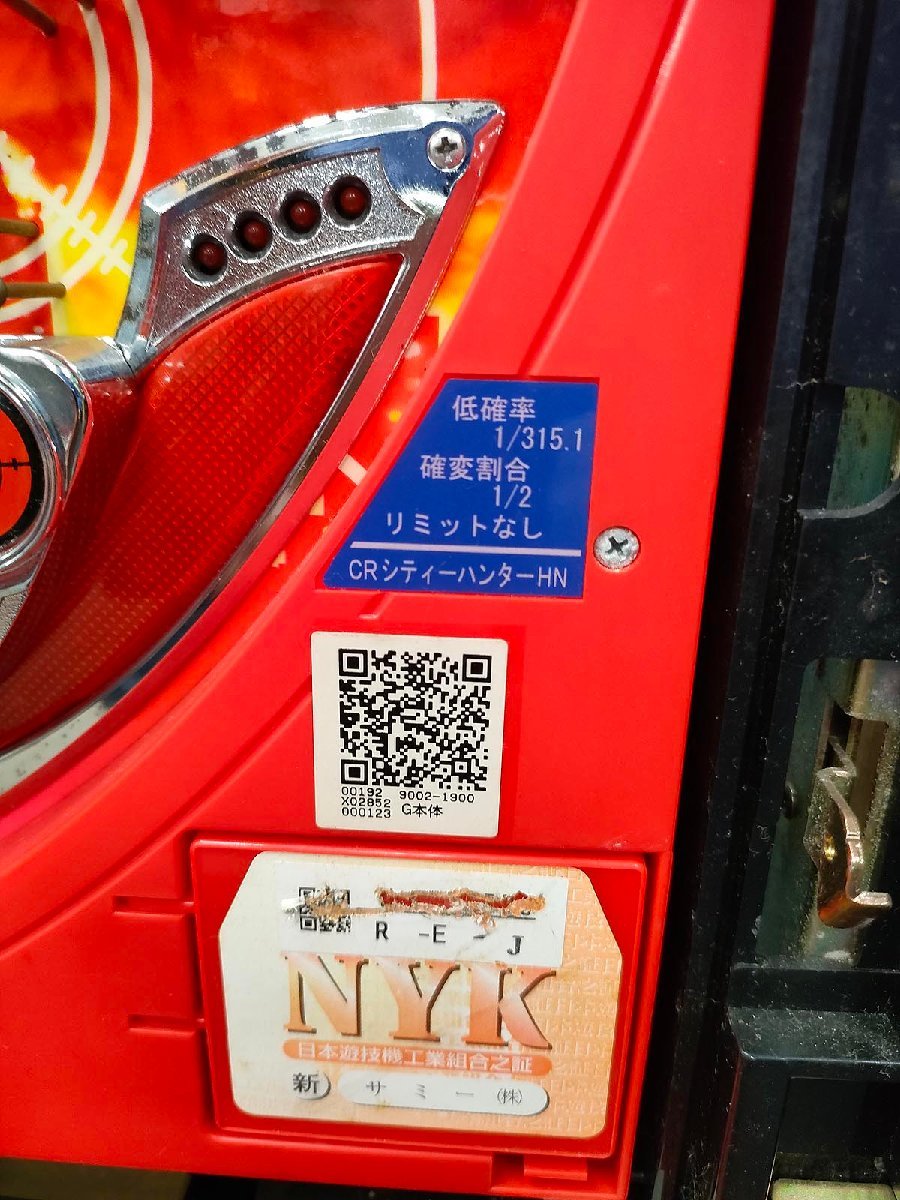 低確率
1/315.1
確変割合
1/2
リミットなし
CRシティーハンターHN
00192 9002-1900
X02852
000123 G本体
R -E - J
NYK
日本遊技機工業組合之証
新 サミー ㈱